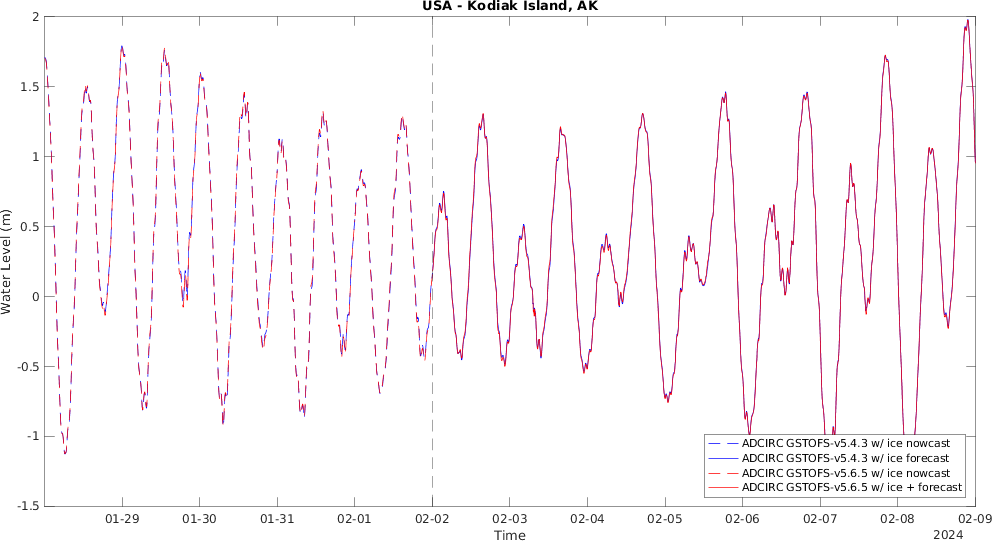 USA - Kodiak Island, AK
2
1.5
1
0.5
0
-0.5
-1
-1.5
Water Level (m)
ADCIRC GSTOFS-v5.4.3 w/ ice nowcast
ADCIRC GSTOFS-v5.4.3 w/ ice forecast
ADCIRC GSTOFS-v5.6.5 w/ ice nowcast
ADCIRC GSTOFS-v5.6.5 w/ ice + forecast
01-29 01-30 01-31 02-01 02-02 02-03 02-04 02-05 02-06 02-07 02-08 02-09
Time
2024